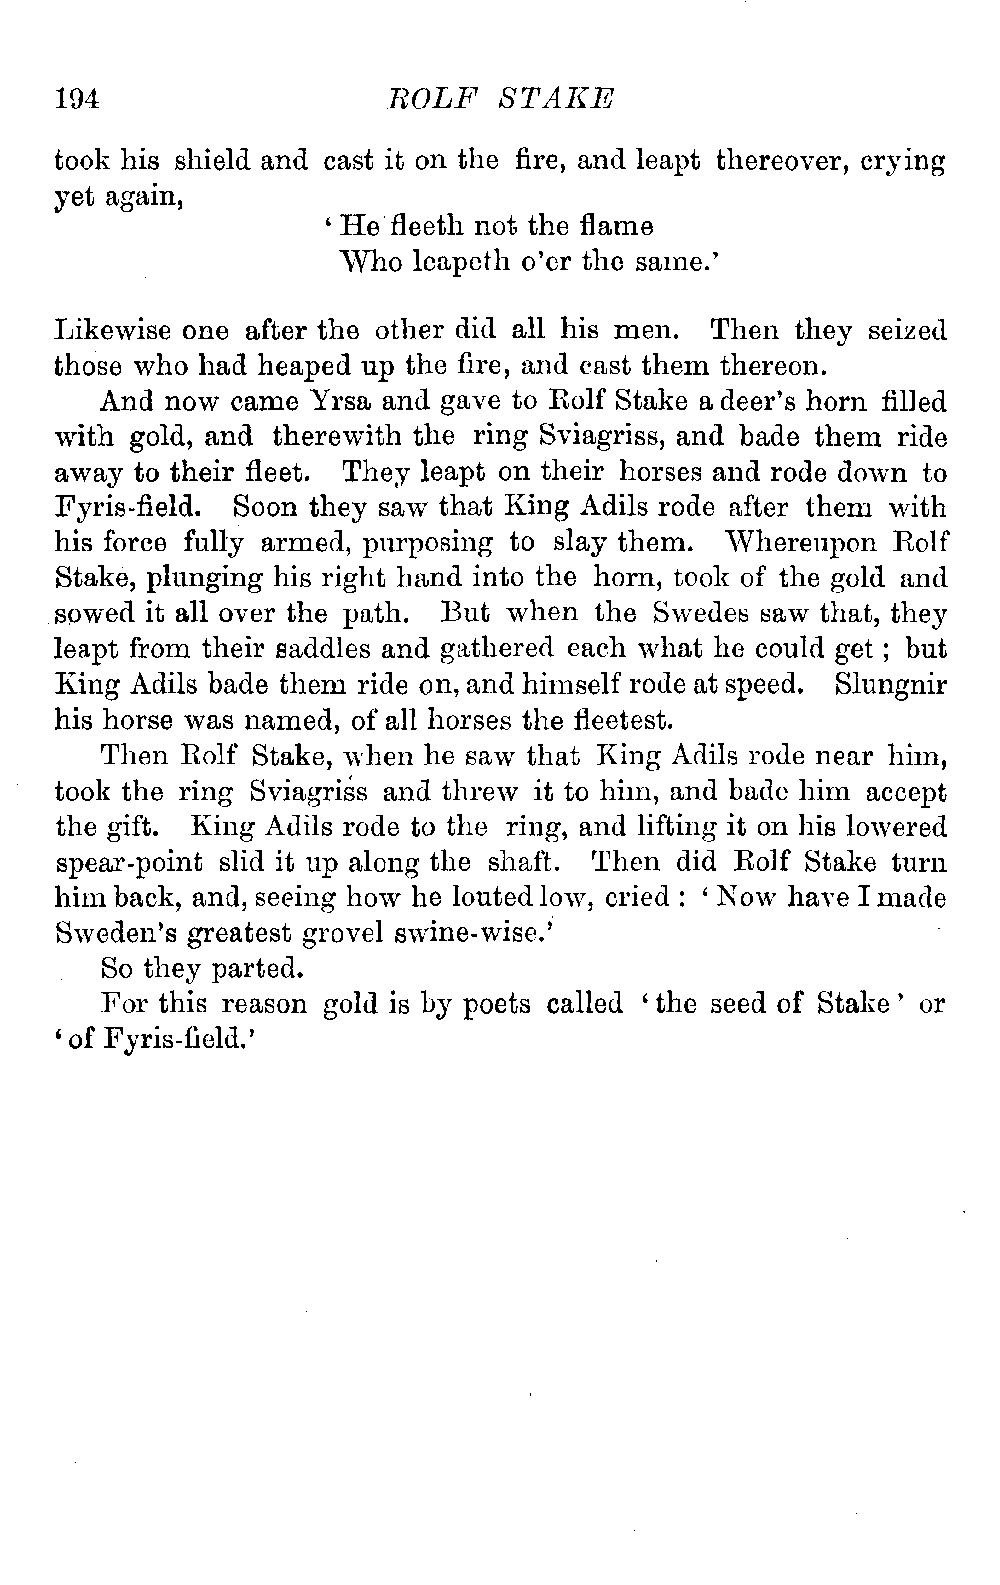 194 ROLF STAKE
took his shield and cast it on the fire, and leapt thereover, crying
yet again,
‘ He fleeth not the flame
Who leapeth o’er the same.’
Likewise one after the other did all his men. Then they seized
those who had heaped up the fire, and cast them thereon.
And now came Yrsa and gave to Rolf Stake a deer’s horn filled
with gold, and therewith the ring Sviagriss, and bade them ride
away to their fleet. They leapt on their horses and rode down to
Fyris-field. Soon they saw that King Adils rode after them with
his force fully armed, purposing to slay them. Whereupon Rolf
Stake, plunging his right hand into the horn, took of the gold and
sowed it all over the path. But when the Swedes saw that, they
leapt from their saddles and gathered each what he could get ; but
King Adils bade them ride on, and himself rode at speed. Slungnir
his horse was named, of all horses the fleetest.
Then Rolf Stake, when he saw that King Adils rode near him,
took the ring Sviagriss and threw it to him, and bade him accept
the gift. King Adils rode to the ring, and lifting it on his lowered
spear-point slid it up along the shaft. Then did Rolf Stake turn
him back, and, seeing how he louted low, cried : ‘ Now have I made
Sweden’s greatest grovel swine-wise.’
So they parted.
For this reason gold is by poets called ‘ the seed of Stake ’ or
‘ of Fyris-field.’